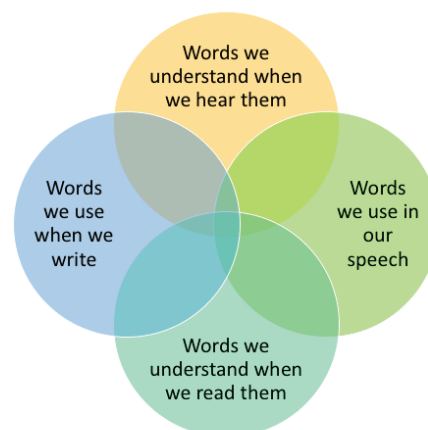 Words we
understand when
we hear them
Words
we use
when we
write
Words
we use in
our
speech
Words we
understand when
we read them